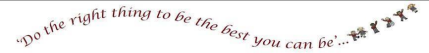 “Do the right thing to be the best you can be’...